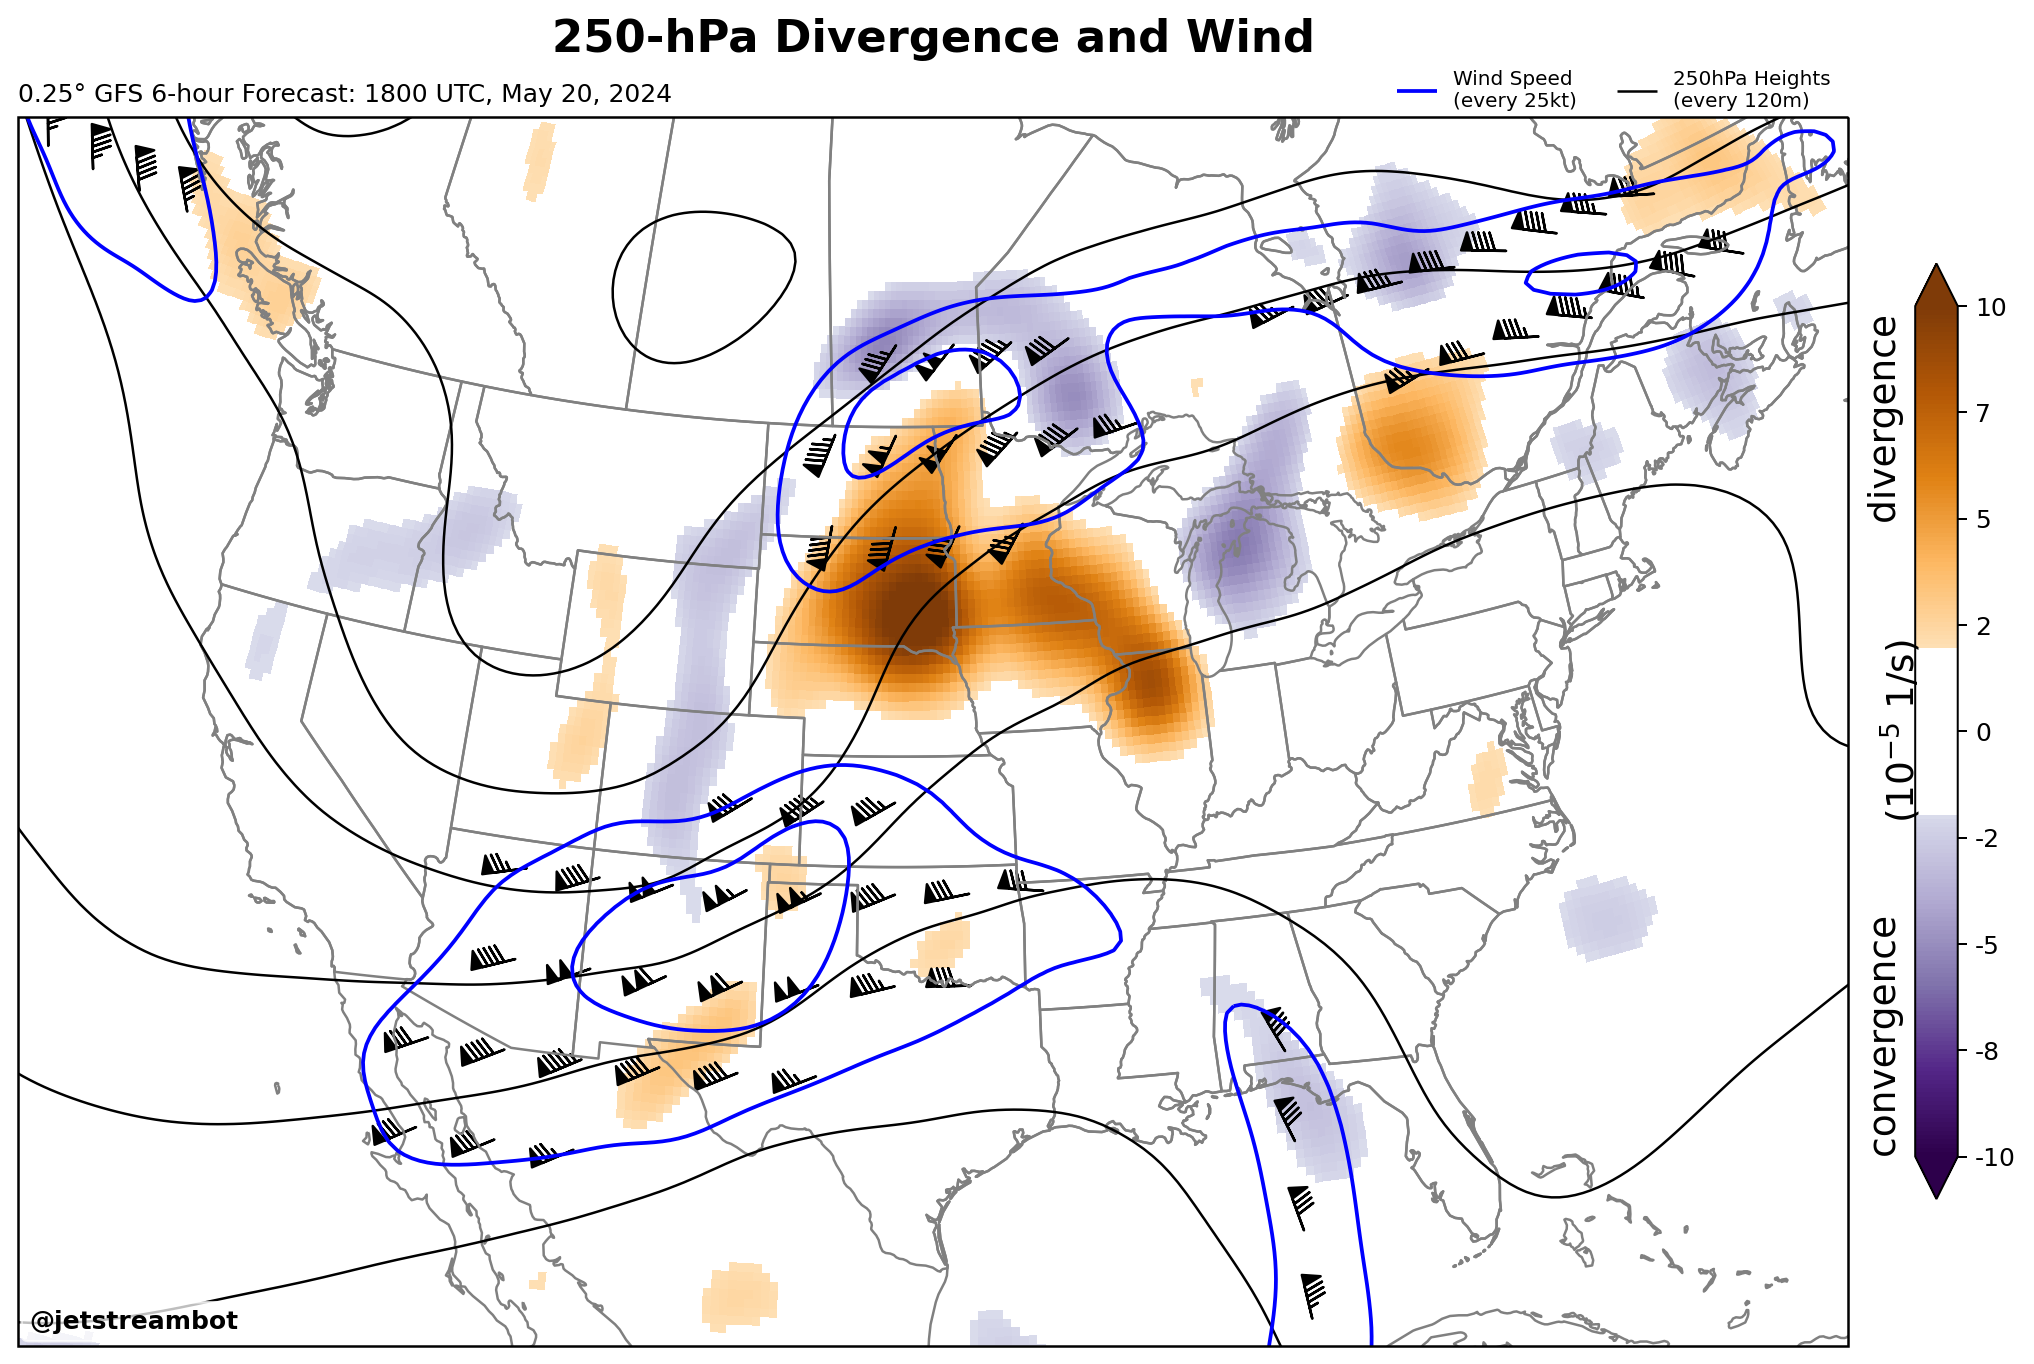 250-hPa Divergence and Wind
0.25° GFS 6-hour Forecast: 1800 UTC, May 20, 2024
Wind Speed
(every 25kt)
250hPa Heights
(every 120m)
divergence
(10⁻⁵ 1/s)
convergence
10
7
5
2
0
-2
-5
-8
-10
@jetstreambot